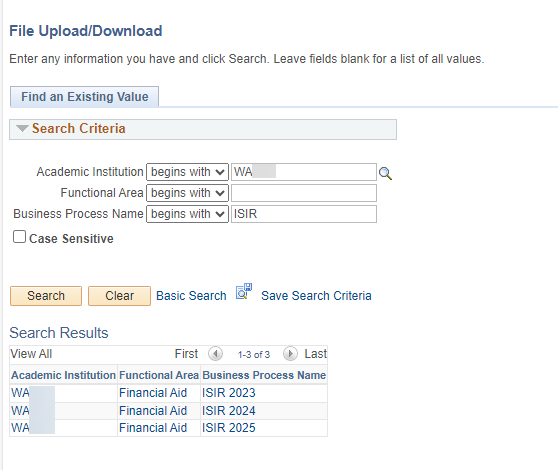 File Upload/Download
Enter any information you have and click Search. Leave fields blank for a list of all values.
Find an Existing Value
Search Criteria
Academic Institution begins with WA
Functional Area begins with
Business Process Name begins with ISIR
Case Sensitive
Search Clear Basic Search Save Search Criteria
Search Results
View All First 1-3 of 3 Last
Academic Institution Functional Area Business Process Name
WA Financial Aid ISIR 2023
WA Financial Aid ISIR 2024
WA Financial Aid ISIR 2025